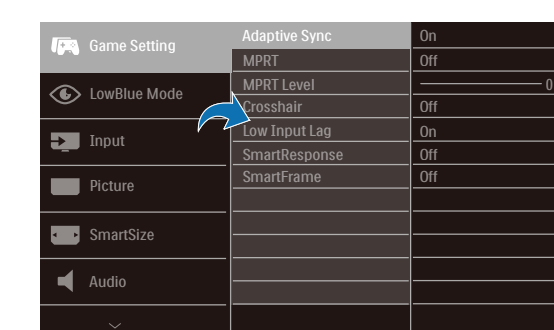 Game Setting
LowBlue Mode
Input
Picture
SmartSize
Audio
Adaptive Sync On
MPRT Off
MPRT Level 0
Crosshair Off
Low Input Lag On
SmartResponse Off
SmartFrame Off